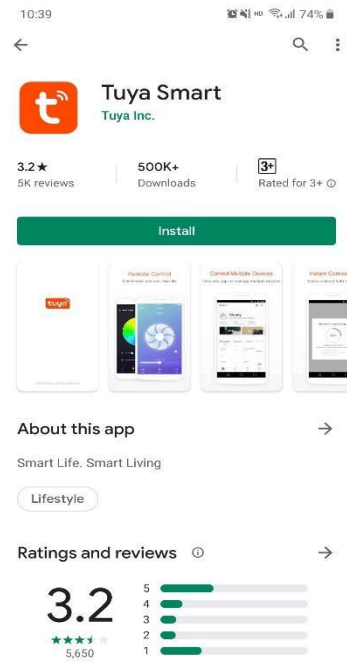 10:39
HD
74%
Tuya Smart
Tuya Inc.
3.2★
5K reviews
500K+
Downloads
3+
Rated for 3+
Install
tuya
Remote Control
Control Multiple Devices
About this app
Smart Life. Smart Living
Lifestyle
Ratings and reviews
3.2
5,650
5
4
3
2
1